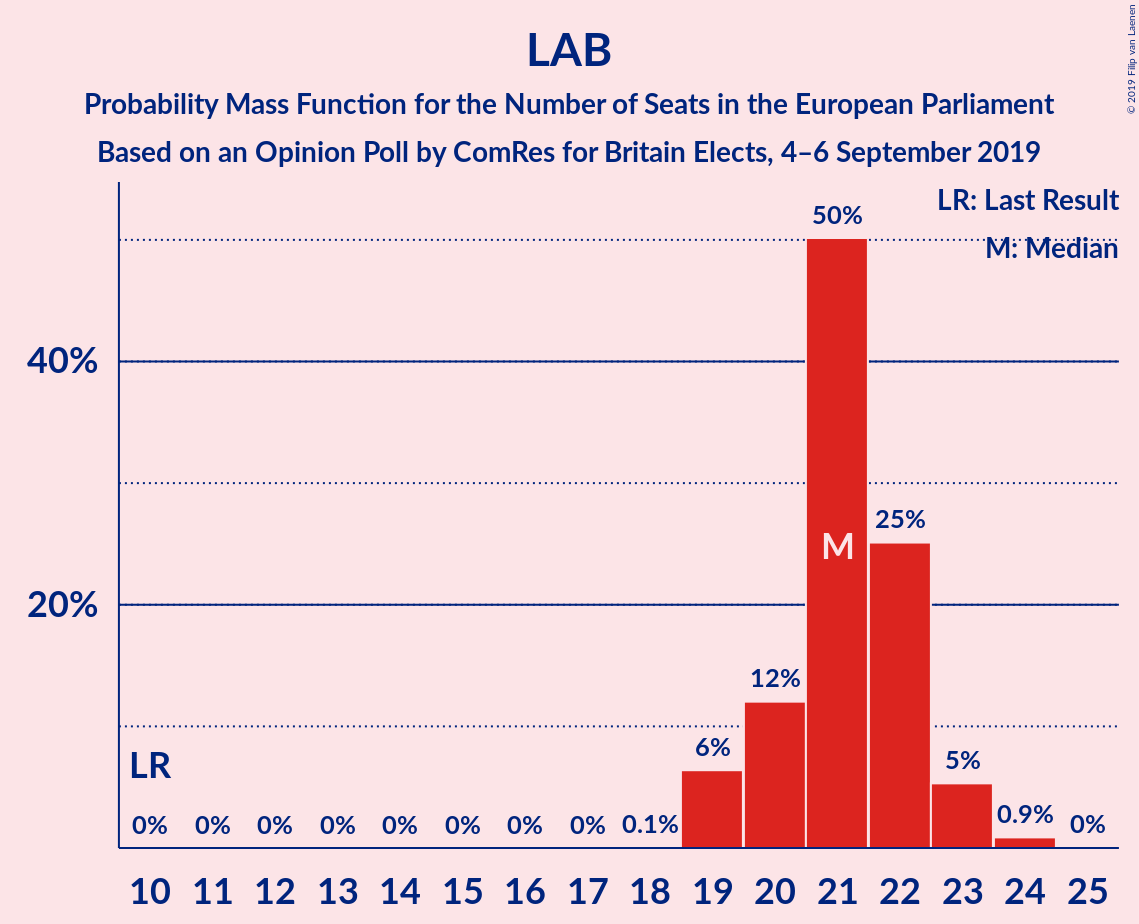 LAB
Probability Mass Function for the Number of Seats in the European Parliament
Based on an Opinion Poll by ComRes for Britain Elects, 4–6 September 2019
© 2019 Filip van Laenen
LR: Last Result
M: Median
50%
40%
25%
M
20%
12%
6%
5%
LR
0% 0% 0% 0% 0% 0% 0% 0% 0.1% 0.9% 0%
10 11 12 13 14 15 16 17 18 19 20 21 22 23 24 25